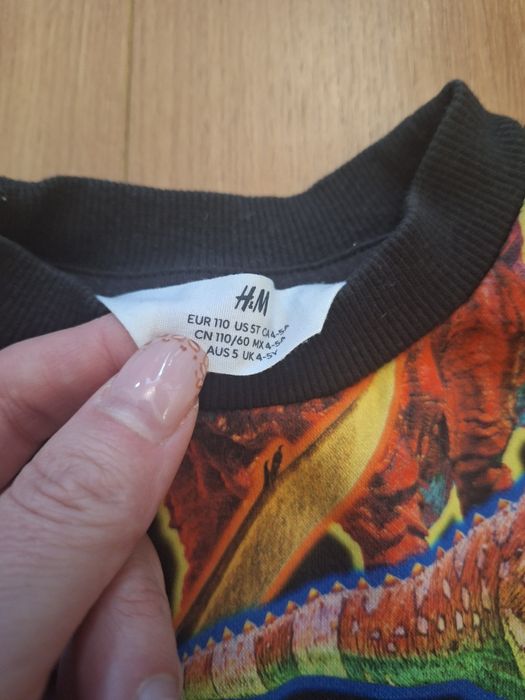 H&M
EUR 110 US 5T CA 4-5A
CN 110/60 MX 4-5A
AUS 5 UK 4-5Y